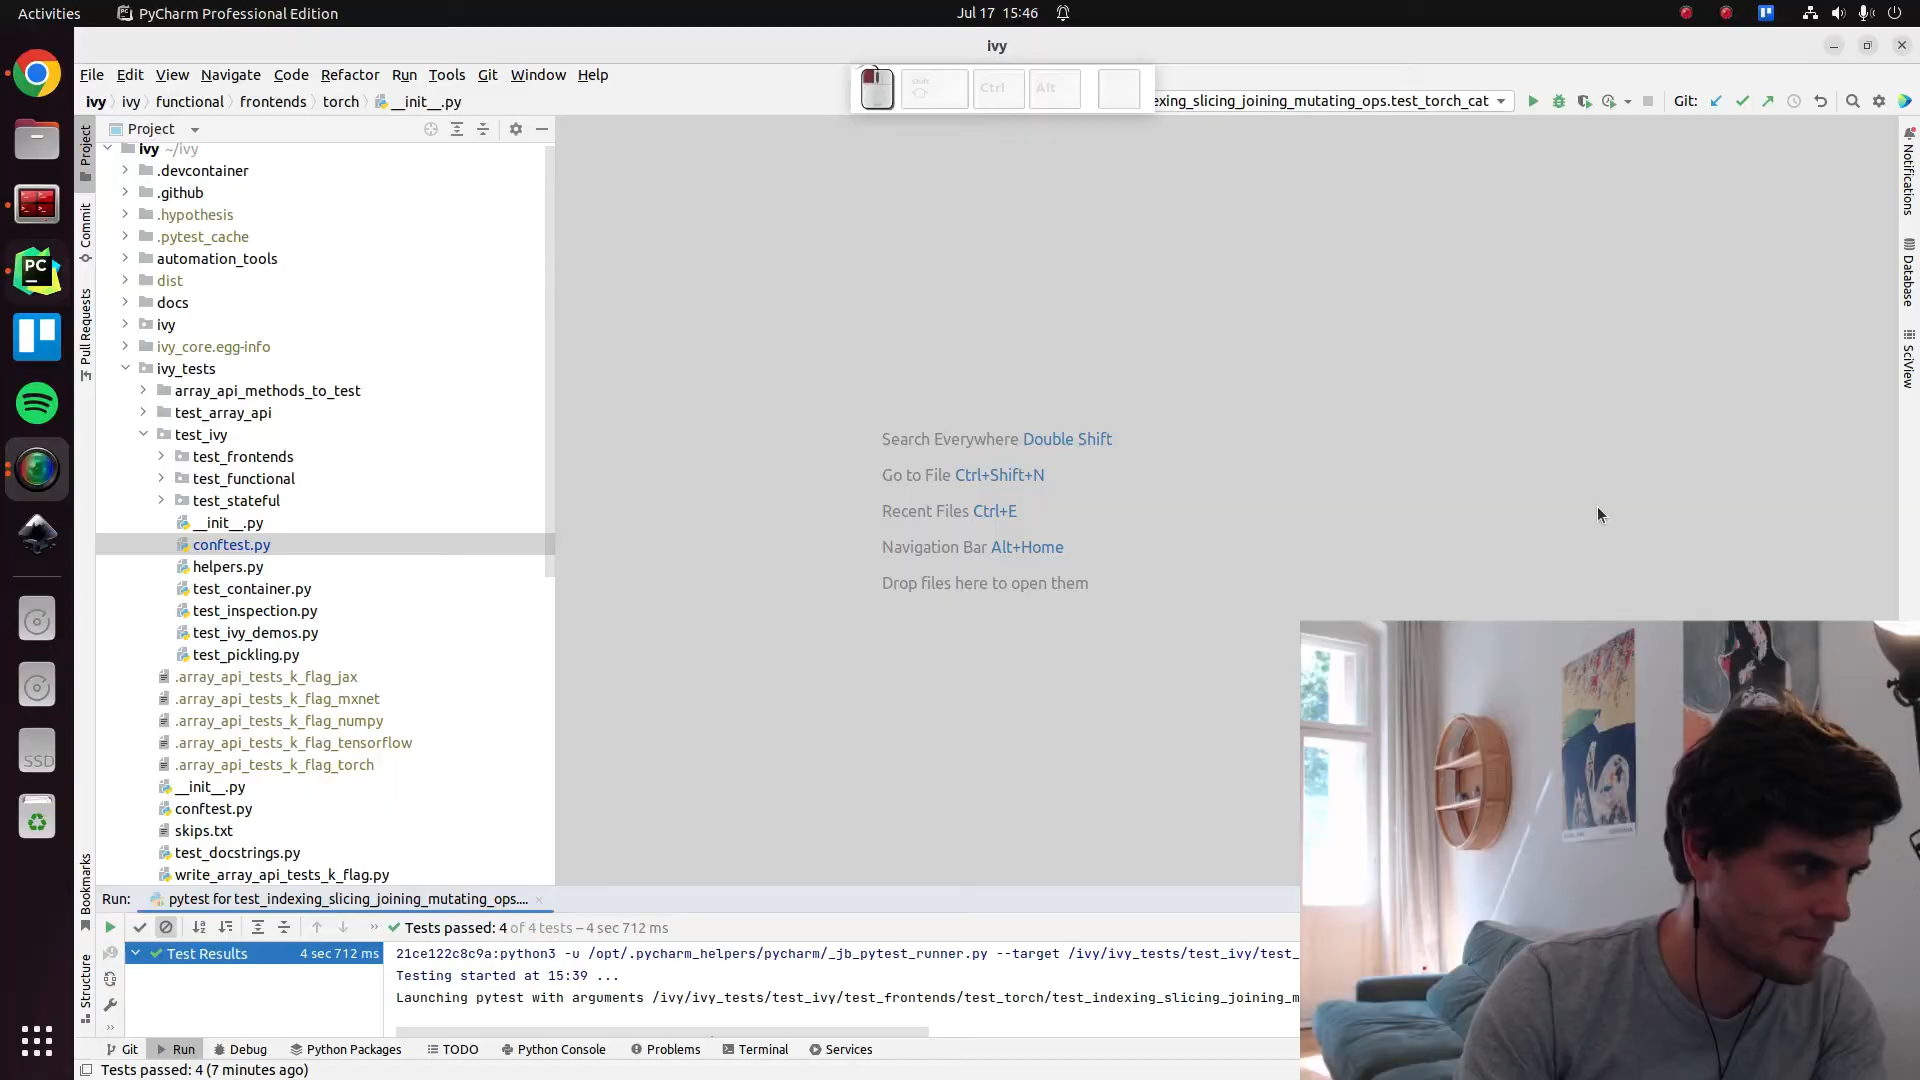 Activities
PyCharm Professional Edition
Jul 17 15:46
ivy
File Edit View Navigate Code Refactor Run Tools Git Window Help
shift
Ctrl
Alt
ivy ivy functional frontends torch __init__.py
exing_slicing_joining_mutating_ops.test_torch_cat
Git:
Project
ivy ~/ivy
.devcontainer
.github
.hypothesis
.pytest_cache
automation_tools
dist
docs
ivy
ivy_core.egg-info
ivy_tests
array_api_methods_to_test
test_array_api
test_ivy
test_frontends
test_functional
test_stateful
__init__.py
conftest.py
helpers.py
test_container.py
test_inspection.py
test_ivy_demos.py
test_pickling.py
.array_api_tests_k_flag_jax
.array_api_tests_k_flag_mxnet
.array_api_tests_k_flag_numpy
.array_api_tests_k_flag_tensorflow
.array_api_tests_k_flag_torch
__init__.py
conftest.py
skips.txt
test_docstrings.py
write_array_api_tests_k_flag.py
Project
Commit
Pull Requests
Bookmarks
Structure
PC
SSD
Search Everywhere Double Shift
Go to File Ctrl+Shift+N
Recent Files Ctrl+E
Navigation Bar Alt+Home
Drop files here to open them
Notifications
Database
SciView
Run: pytest for test_indexing_slicing_joining_mutating_ops....
Tests passed: 4 of 4 tests – 4 sec 712 ms
Test Results 4 sec 712 ms
21ce122c8c9a:python3 -u /opt/.pycharm_helpers/pycharm/_jb_pytest_runner.py --target /ivy/ivy_tests/test_ivy/test_
Testing started at 15:39 ...
Launching pytest with arguments /ivy/ivy_tests/test_ivy/test_frontends/test_torch/test_indexing_slicing_joining_m
Git Run Debug Python Packages TODO Python Console Problems Terminal Services
Tests passed: 4 (7 minutes ago)